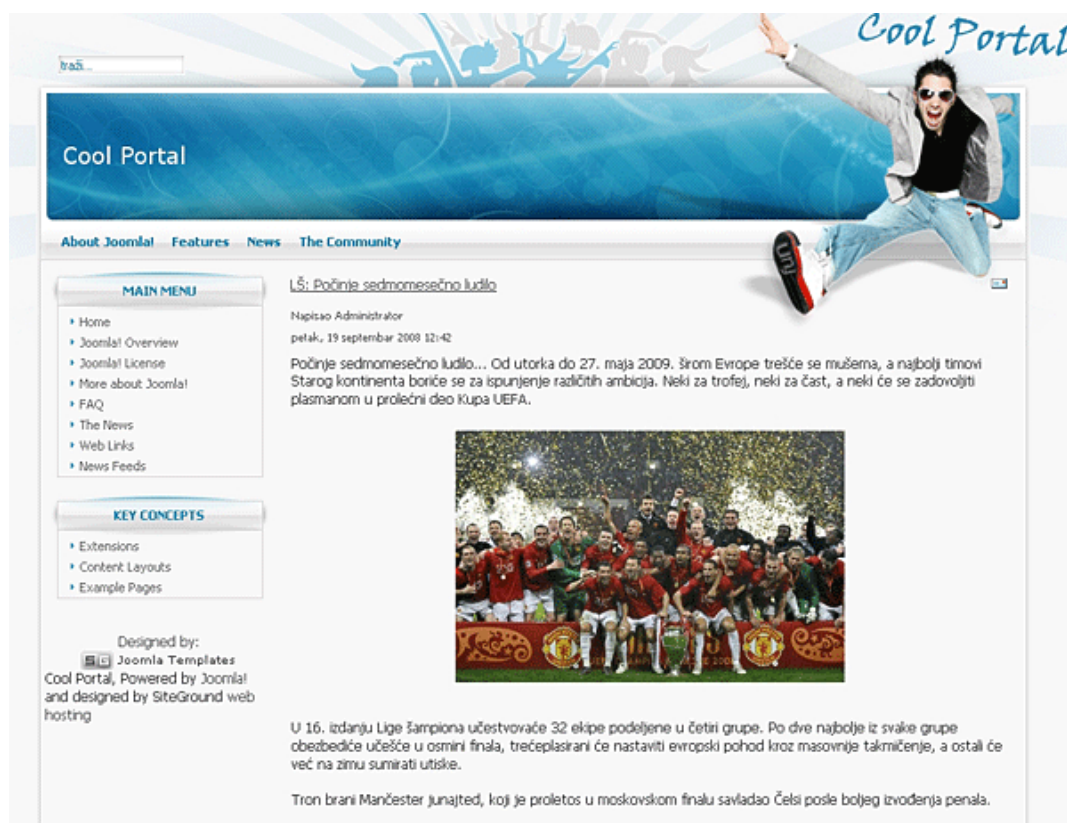 Cool Portal
traži...
Cool Portal
About Joomla! Features News The Community
MAIN MENU
Home
Joomla! Overview
Joomla! License
More about Joomla!
FAQ
The News
Web Links
News Feeds
KEY CONCEPTS
Extensions
Content Layouts
Example Pages
Designed by:
SG Joomla Templates
Cool Portal, Powered by Joomla!
and designed by SiteGround web
hosting
LŠ: Počinje sedmomesečno ludilo
Napisao Administrator
petak, 19 septembar 2008 12:42
Počinje sedmomesečno ludilo... Od utorka do 27. maja 2009. širom Evrope trešće se mušema, a najbolji timovi
Starog kontinenta boriće se za ispunjenje različitih ambicija. Neki za trofej, neki za čast, a neki će se zadovoljiti
plasmanom u prolećni deo Kupa UEFA.
U 16. izdanju Lige šampiona učestvovaće 32 ekipe podeljene u četiri grupe. Po dve najbolje iz svake grupe
obezbediće učešće u osmini finala, trećeplasirani će nastaviti evropski pohod kroz masovnije takmičenje, a ostali će
već na zimu sumirati utiske.
Tron brani Mančester junajted, koji je proletos u moskovskom finalu savladao Čelsi posle boljeg izvođenja penala.